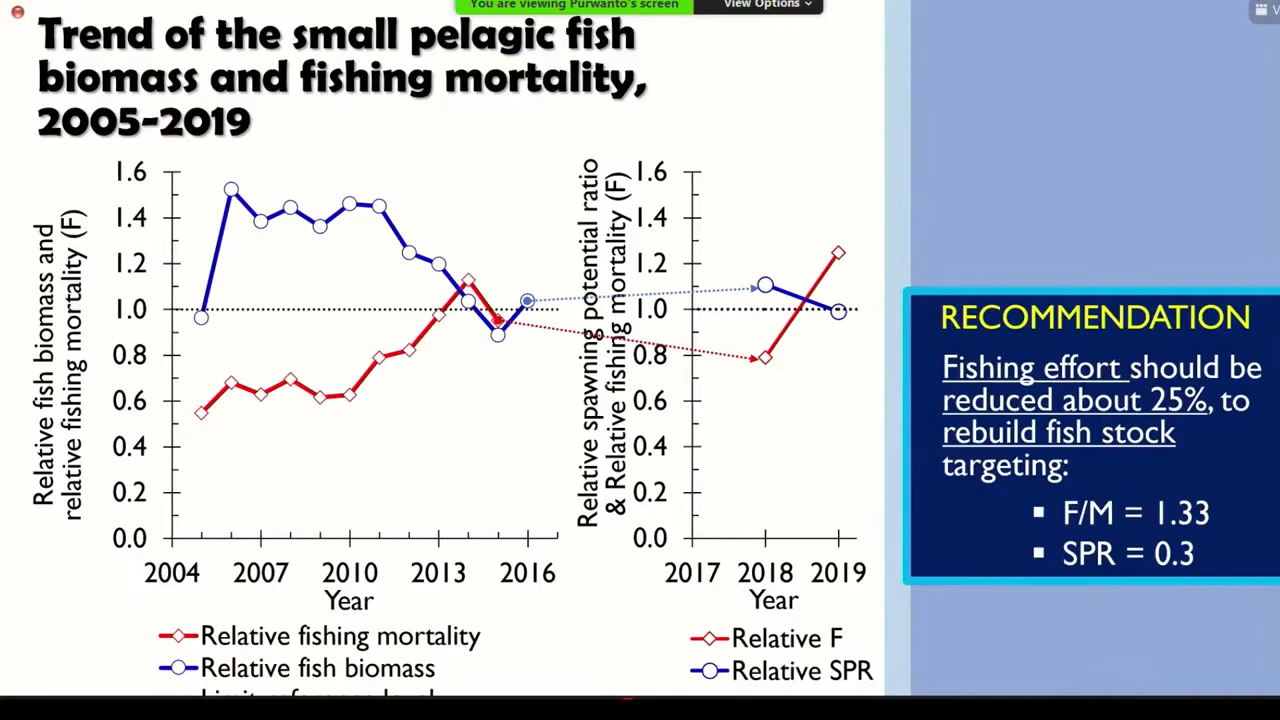 You are viewing Purwanto's screen
View Options
Trend of the small pelagic fish
biomass and fishing mortality,
2005-2019
Relative fish biomass and
relative fishing mortality (F)
1.6
1.4
1.2
1.0
0.8
0.6
0.4
0.2
0.0
2004 2007 2010 2013 2016
Year
Relative fishing mortality
Relative fish biomass
Relative spawning potential ratio
& Relative fishing mortality (F)
1.6
1.4
1.2
1.0
0.8
0.6
0.4
0.2
0.0
2017 2018 2019
Year
Relative F
Relative SPR
RECOMMENDATION
Fishing effort should be
reduced about 25%, to
rebuild fish stock
targeting:
▪ F/M = 1.33
▪ SPR = 0.3